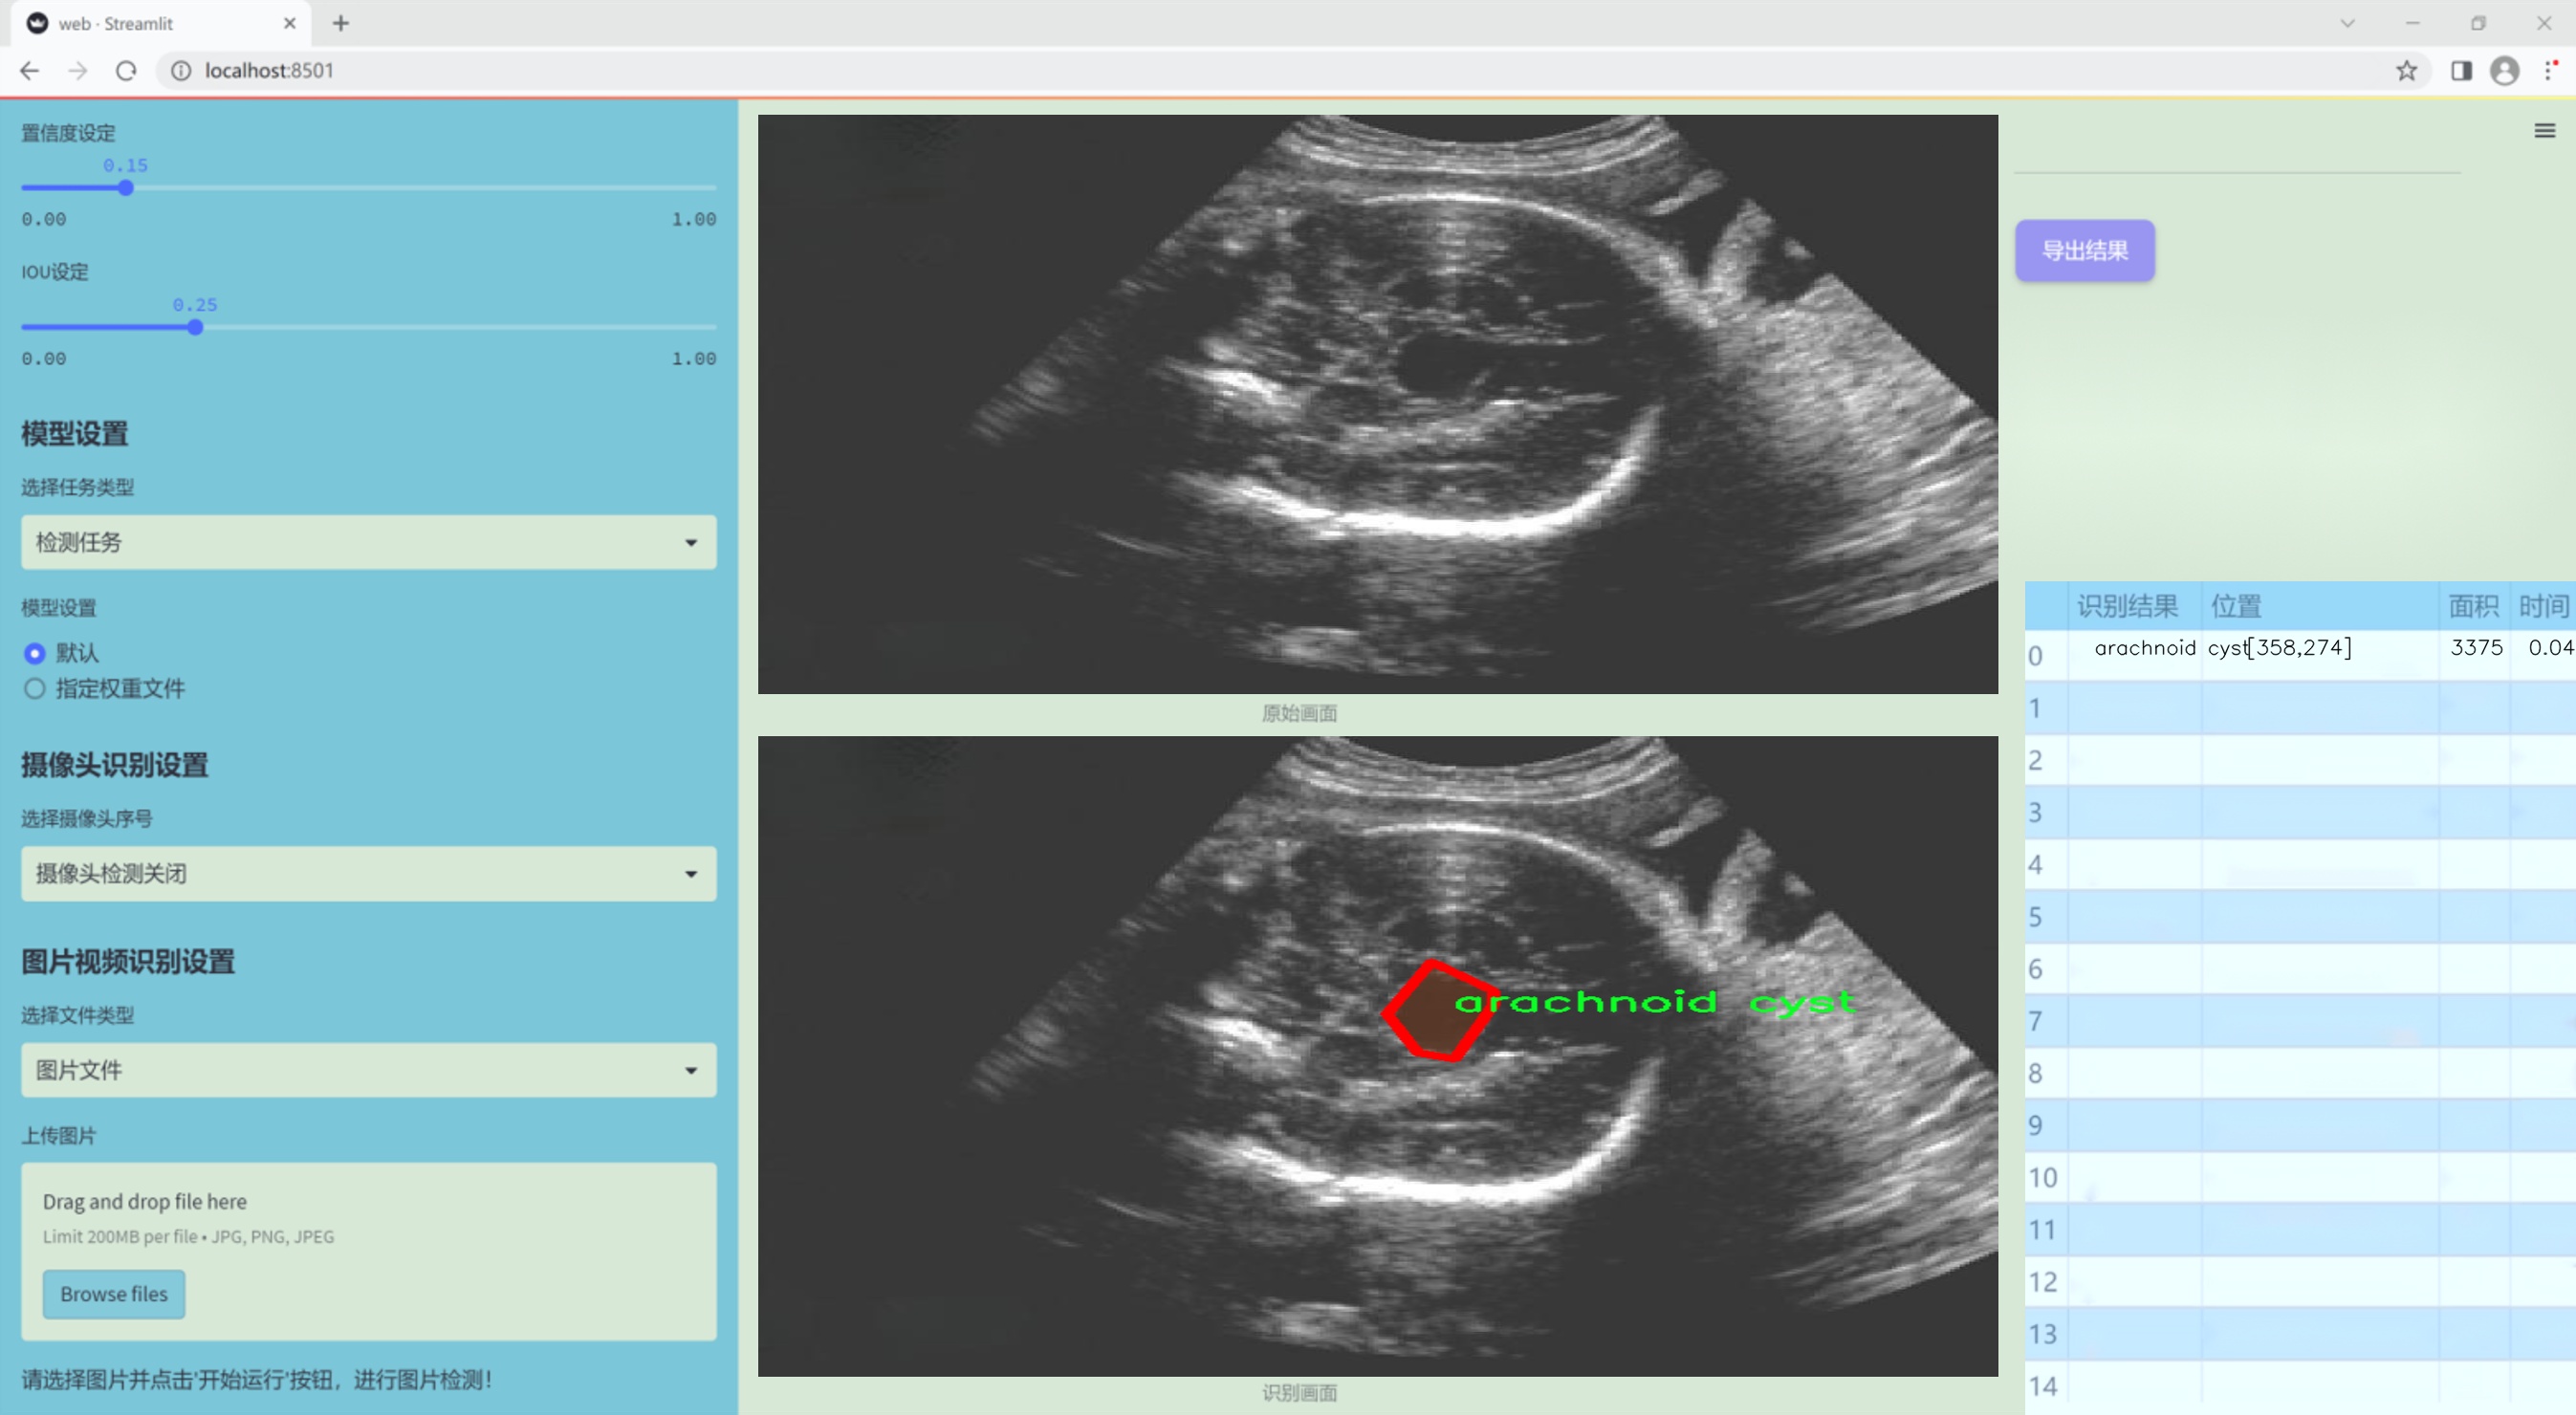 web · Streamlit
localhost:8501
置信度设定
0.15
0.00 1.00
IOU设定
0.25
0.00 1.00
模型设置
选择任务类型
检测任务
模型设置
默认
指定权重文件
摄像头识别设置
选择摄像头序号
摄像头检测关闭
图片视频识别设置
选择文件类型
图片文件
上传图片
Drag and drop file here
Limit 200MB per file • JPG, PNG, JPEG
Browse files
请选择图片并点击'开始运行'按钮，进行图片检测！
原始画面
arachnoid cyst
识别画面
导出结果
识别结果 位置 面积 时间
0 arachnoid cyst[358,274] 3375 0.04
1
2
3
4
5
6
7
8
9
10
11
12
13
14